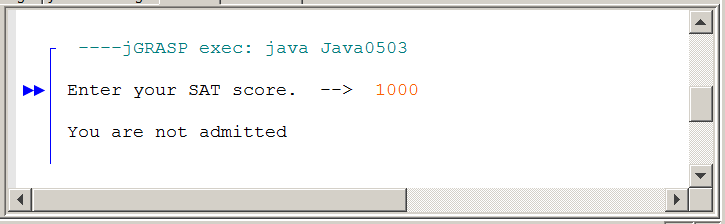 ----jGRASP exec: java Java0503
Enter your SAT score.  -->  1000
You are not admitted